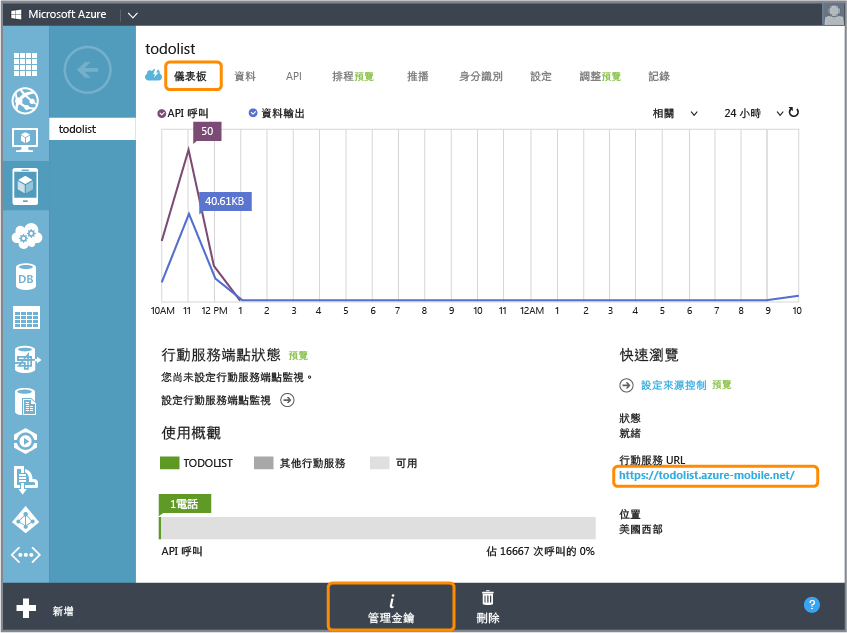 Microsoft Azure
todolist
todolist
儀表板 資料 API 排程預覽 推播 身分識別 設定 調整預覽 記錄
API 呼叫 資料輸出 相關 24 小時
50
40.61KB
10AM 11 12 PM 1 2 3 4 5 6 7 8 9 10 11 12AM 1 2 3 4 5 6 7 8 9 10
行動服務端點狀態 預覽
您尚未設定行動服務端點監視。
設定行動服務端點監視
使用概觀
TODOLIST 其他行動服務 可用
1電話
API 呼叫 佔 16667 次呼叫的 0%
快速瀏覽
設定來源控制 預覽
狀態
就緒
行動服務 URL
https://todolist.azure-mobile.net/
位置
美國西部
DB
新增
i
管理金鑰
刪除
?